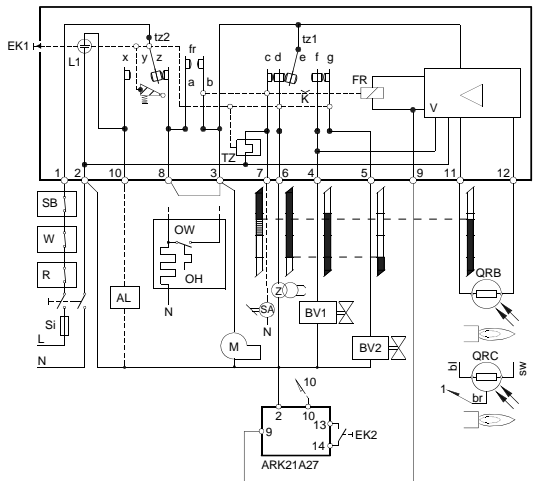 tz2
tz1
EK1
L1
x y z
fr
a b
c d e f g
FR
K
V
TZ
1 2 10 8 3 7 6 4 5 9 11 12
SB
W
R
Si
L
N
AL
OW
OH
N
M
Z
SA
N
BV1
BV2
QRB
QRC
bl
sw
br
1
10
2 10
9
13
14
EK2
ARK21A27